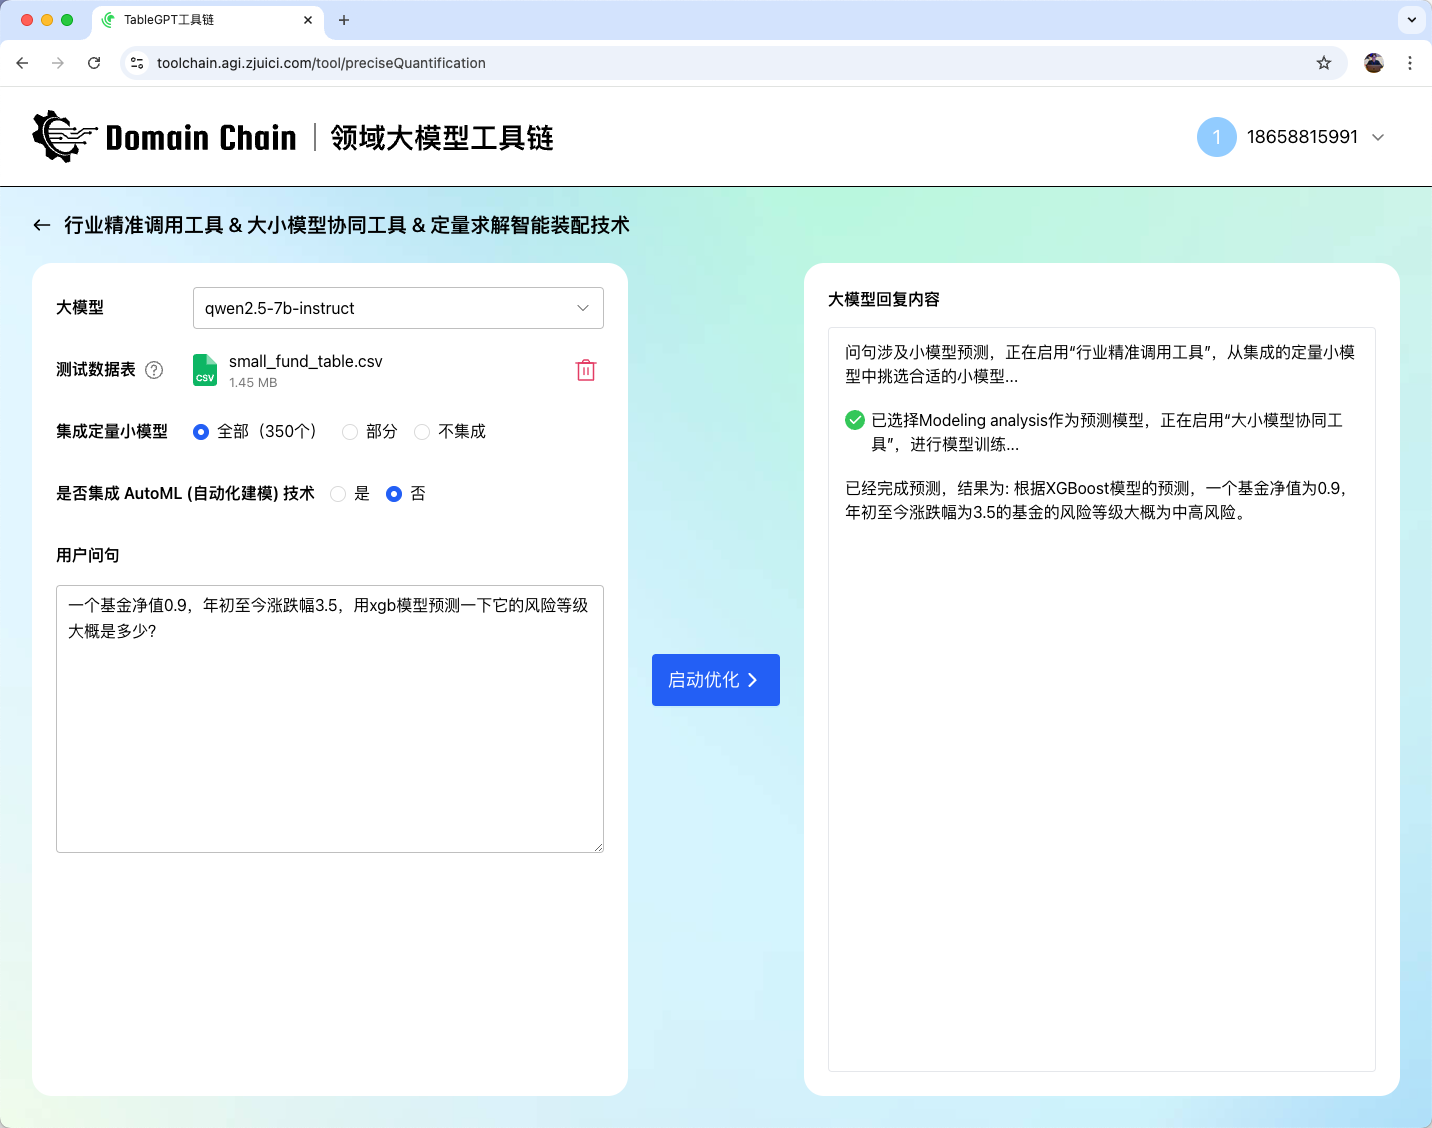 TableGPT工具链
toolchain.agi.zjuici.com/tool/preciseQuantification
Domain Chain | 领域大模型工具链
1 18658815991
行业精准调用工具 & 大小模型协同工具 & 定量求解智能装配技术
大模型
qwen2.5-7b-instruct
测试数据表 ?
CSV
small_fund_table.csv
1.45 MB
集成定量小模型
全部（350个） 部分 不集成
是否集成 AutoML (自动化建模) 技术 是 否
用户问句
一个基金净值0.9，年初至今涨跌幅3.5，用xgb模型预测一下它的风险等级
大概是多少?
启动优化
大模型回复内容
问句涉及小模型预测，正在启用“行业精准调用工具”，从集成的定量小模
型中挑选合适的小模型...
已选择Modeling analysis作为预测模型，正在启用“大小模型协同工
具”，进行模型训练...
已经完成预测，结果为: 根据XGBoost模型的预测，一个基金净值为0.9，
年初至今涨跌幅为3.5的基金的风险等级大概为中高风险。